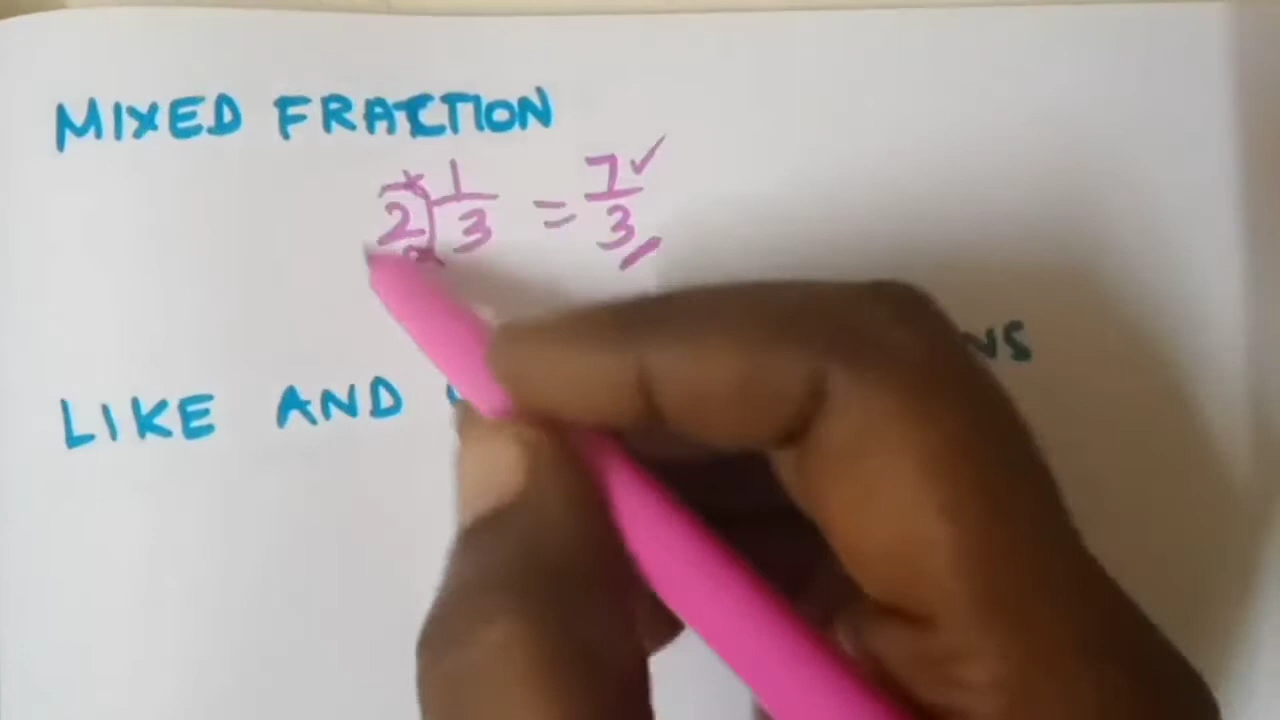 MIXED FRACTION
2 1/3 = 7/3 ✓
LIKE AND